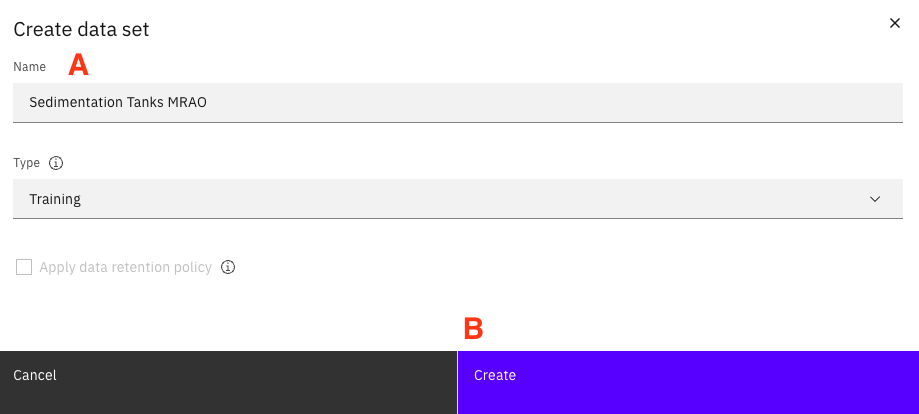 Create data set
Name A
Sedimentation Tanks MRAO
Type
Training
Apply data retention policy
B
Cancel
Create